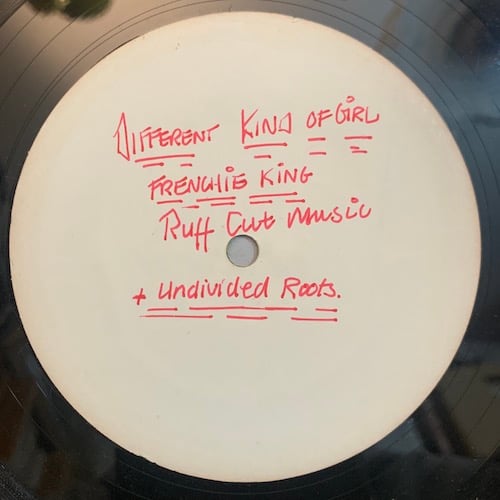 DIFFERENT KIND OF GIRL
FRENCHIE KING
Ruff Cut Music
+ Undivided Roots.